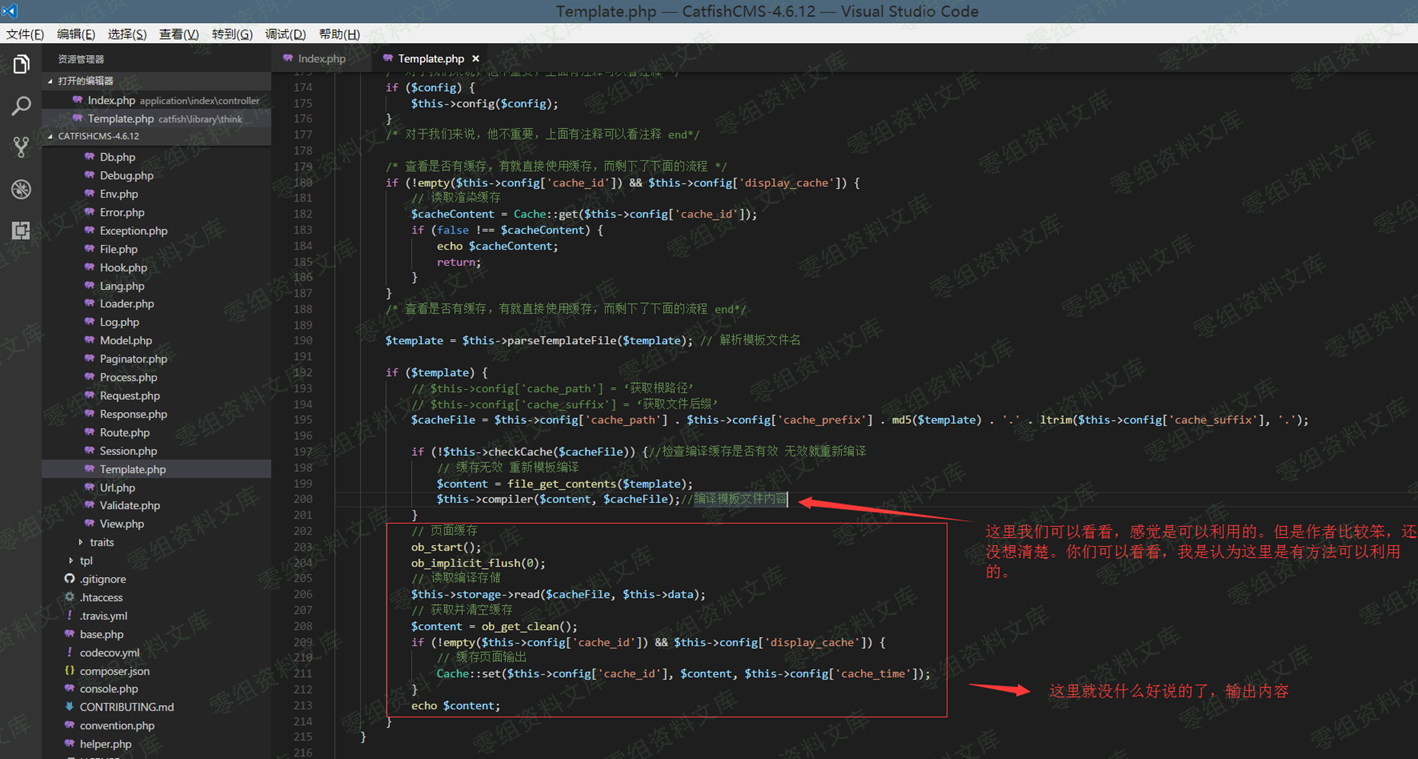 Template.php — CatfishCMS-4.6.12 — Visual Studio Code
文件(F) 编辑(E) 选择(S) 查看(V) 转到(G) 调试(D) 帮助(H)
资源管理器
打开的编辑器
Index.php application\index\controller
Template.php catfish\library\think
CATFISHCMS-4.6.12
Db.php
Debug.php
Env.php
Error.php
Exception.php
File.php
Hook.php
Lang.php
Loader.php
Log.php
Model.php
Paginator.php
Process.php
Request.php
Response.php
Route.php
Session.php
Template.php
Url.php
Validate.php
View.php
traits
tpl
.gitignore
.htaccess
.travis.yml
base.php
codecov.yml
composer.json
console.php
CONTRIBUTING.md
convention.php
helper.php
Index.php Template.php
173 /* 对于我们来说，他不重要，上面有注释可以看注释 */
174 if ($config) {
175 $this->config($config);
176 }
177 /* 对于我们来说，他不重要，上面有注释可以看注释 end*/
178
179 /* 查看是否有缓存，有就直接使用缓存，而剩下了下面的流程 */
180 if (!empty($this->config['cache_id']) && $this->config['display_cache']) {
181 // 读取渲染缓存
182 $cacheContent = Cache::get($this->config['cache_id']);
183 if (false !== $cacheContent) {
184 echo $cacheContent;
185 return;
186 }
187 }
188 /* 查看是否有缓存，有就直接使用缓存，而剩下了下面的流程 end*/
189
190 $template = $this->parseTemplateFile($template); // 解析模板文件名
191
192 if ($template) {
193 // $this->config['cache_path'] = ‘获取根路径’
194 // $this->config['cache_suffix'] = ‘获取文件后缀’
195 $cacheFile = $this->config['cache_path'] . $this->config['cache_prefix'] . md5($template) . '.' . ltrim($this->config['cache_suffix'], '.');
196
197 if (!$this->checkCache($cacheFile)) {//检查编译缓存是否有效 无效就重新编译
198 // 缓存无效 重新模板编译
199 $content = file_get_contents($template);
200 $this->compiler($content, $cacheFile);//编译模板文件内容
201 }
202 // 页面缓存
203 ob_start();
204 ob_implicit_flush(0);
205 // 读取编译存储
206 $this->storage->read($cacheFile, $this->data);
207 // 获取并清空缓存
208 $content = ob_get_clean();
209 if (!empty($this->config['cache_id']) && $this->config['display_cache']) {
210 // 缓存页面输出
211 Cache::set($this->config['cache_id'], $content, $this->config['cache_time']);
212 }
213 echo $content;
214 }
215 }
216
这里我们可以看看，感觉是可以利用的。但是作者比较笨，还
没想清楚。你们可以看看，我是认为这里是有方法可以利用
的。
这里就没什么好说的了，输出内容
零组资料文库